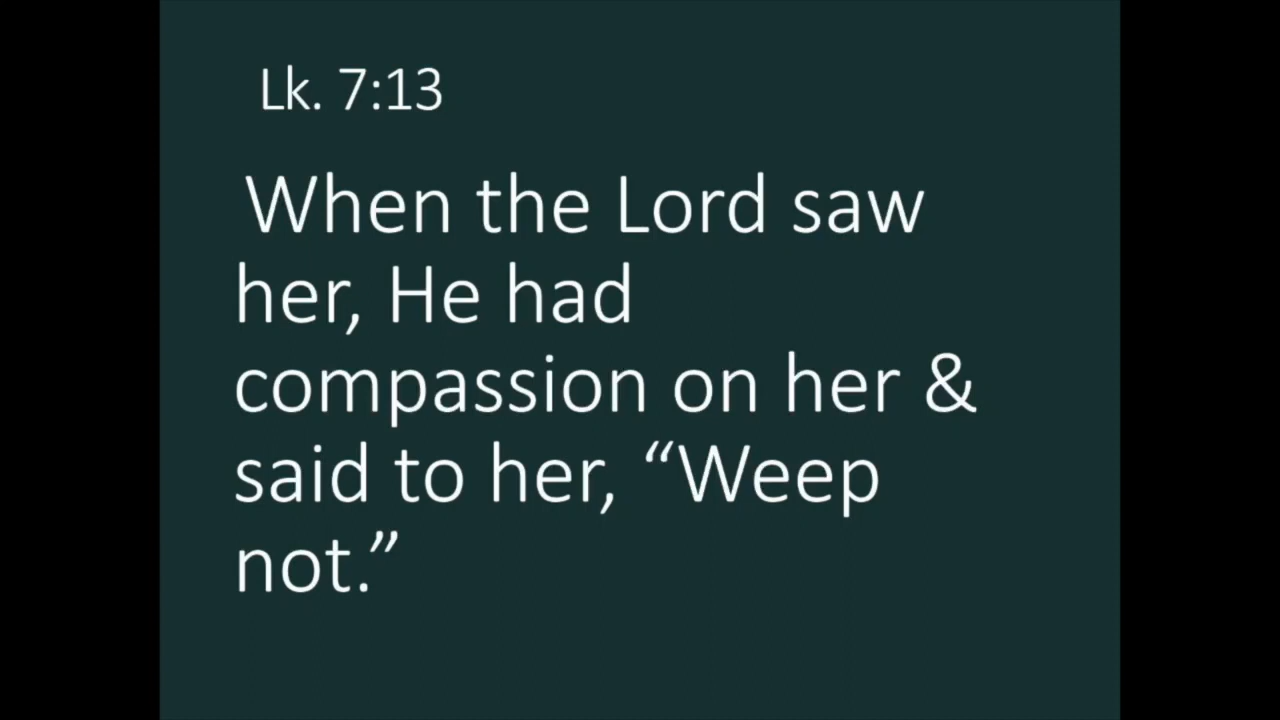 Lk. 7:13
When the Lord saw
her, He had
compassion on her &
said to her, “Weep
not.”